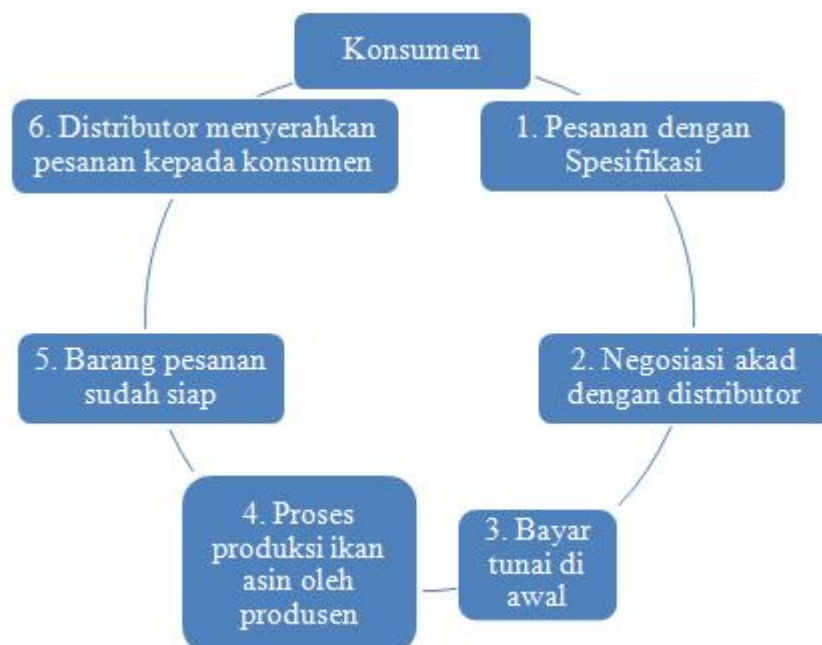 Konsumen
1. Pesanan dengan
Spesifikasi
2. Negosiasi akad
dengan distributor
3. Bayar
tunai di
awal
4. Proses
produksi ikan
asin oleh
produsen
5. Barang pesanan
sudah siap
6. Distributor menyerahkan
pesanan kepada konsumen